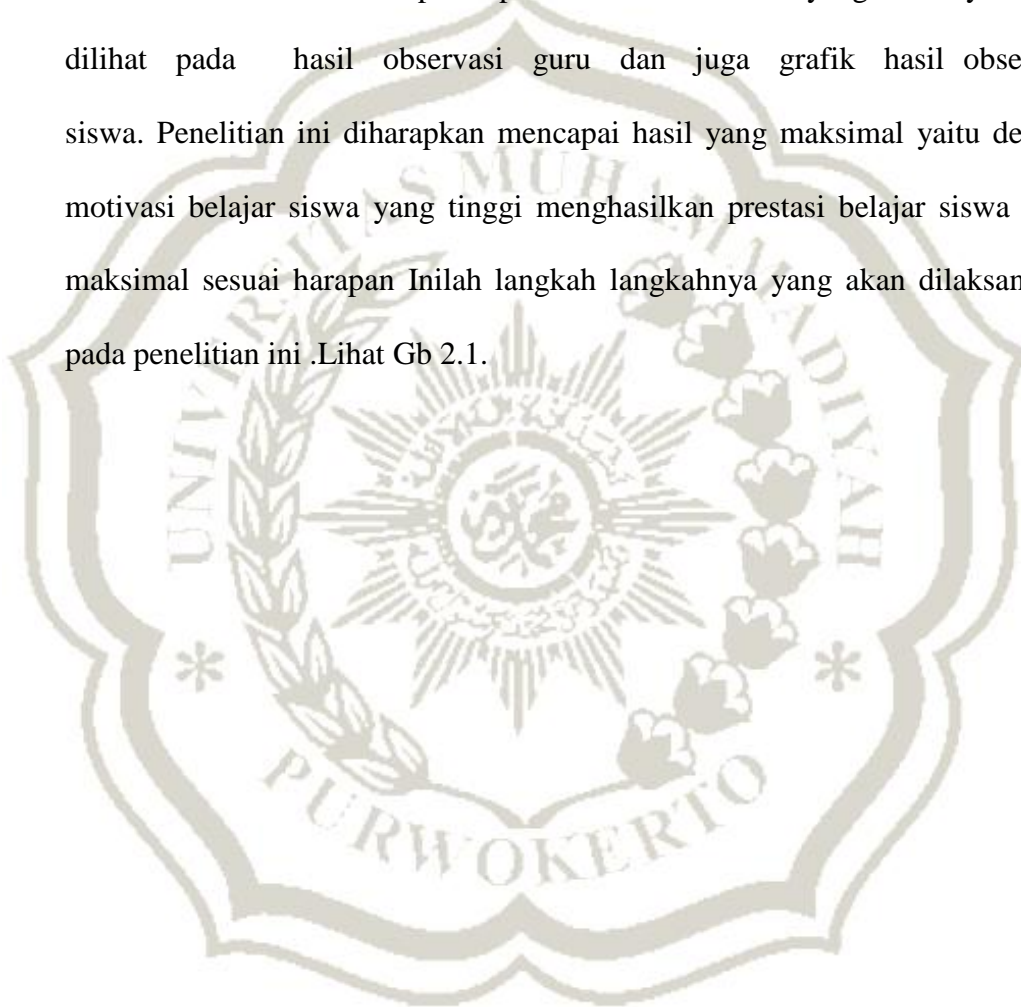 dilihat pada hasil observasi guru dan juga grafik hasil obse
siswa. Penelitian ini diharapkan mencapai hasil yang maksimal yaitu de
motivasi belajar siswa yang tinggi menghasilkan prestasi belajar siswa
maksimal sesuai harapan Inilah langkah langkahnya yang akan dilaksan
pada penelitian ini .Lihat Gb 2.1.
UNIVERSITAS MUHAMMADIYAH
PURWOKERTO